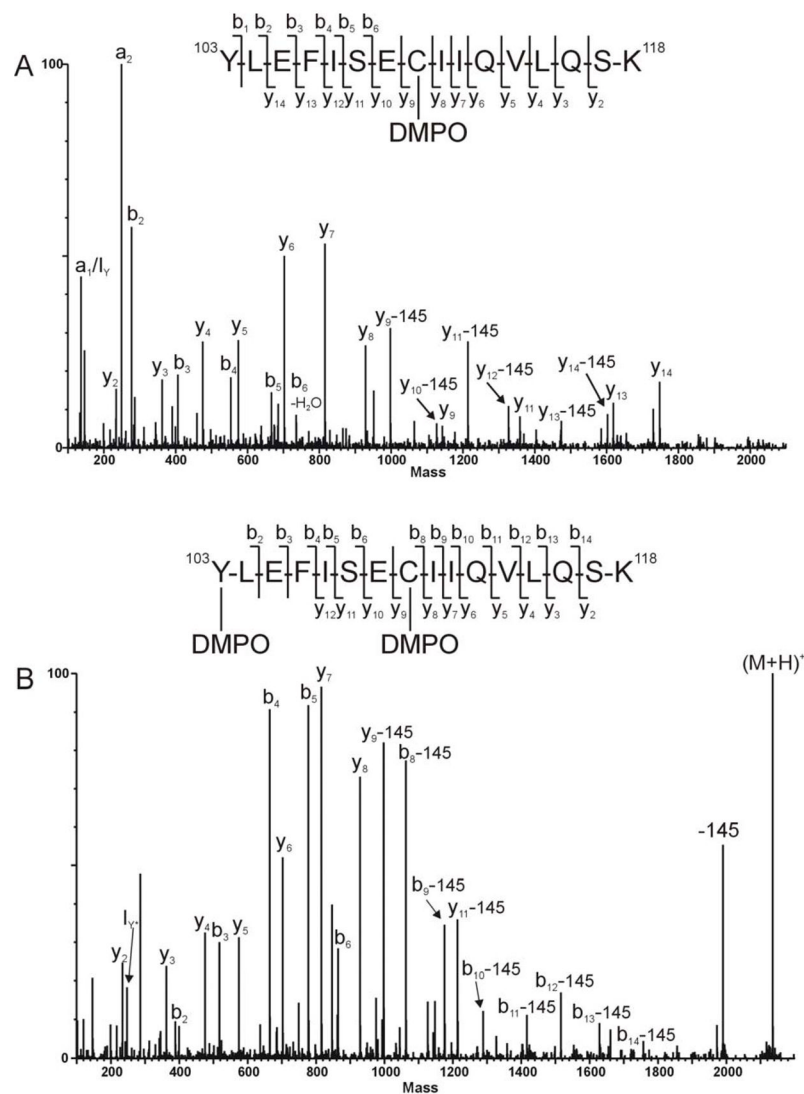 b1 b2 b3 b4 b5 b6
A
103Y-L-E-F-I-S-E-C-I-I-Q-V-L-Q-S-K118
y14 y13 y12 y11 y10 y9 y8 y7 y6 y5 y4 y3 y2
DMPO
100
a2
b2
a1/IY
y2
y3
b3
y4
b4
y5
b5
y6
b6
-H2O
y7
y8
y9-145
y10-145
y9
y11-145
y12-145
y11
y13-145
y14-145
y13
y14
0
200 400 600 800 1000 1200 1400 1600 1800 2000
Mass
b2 b3 b4 b5 b6 b8 b9 b10 b11 b12 b13 b14
103Y-L-E-F-I-S-E-C-I-I-Q-V-L-Q-S-K118
y12 y11 y10 y9 y8 y7 y6 y5 y4 y3 y2
DMPO DMPO
B
100
y2
IY*
y3
b2
y4
b3
y5
b4
y6
b5
y7
b6
y8
y9-145
b8-145
b9-145
y11-145
b10-145
b11-145
b12-145
b13-145
b14-145
-145
(M+H)+
0
200 400 600 800 1000 1200 1400 1600 1800 2000
Mass